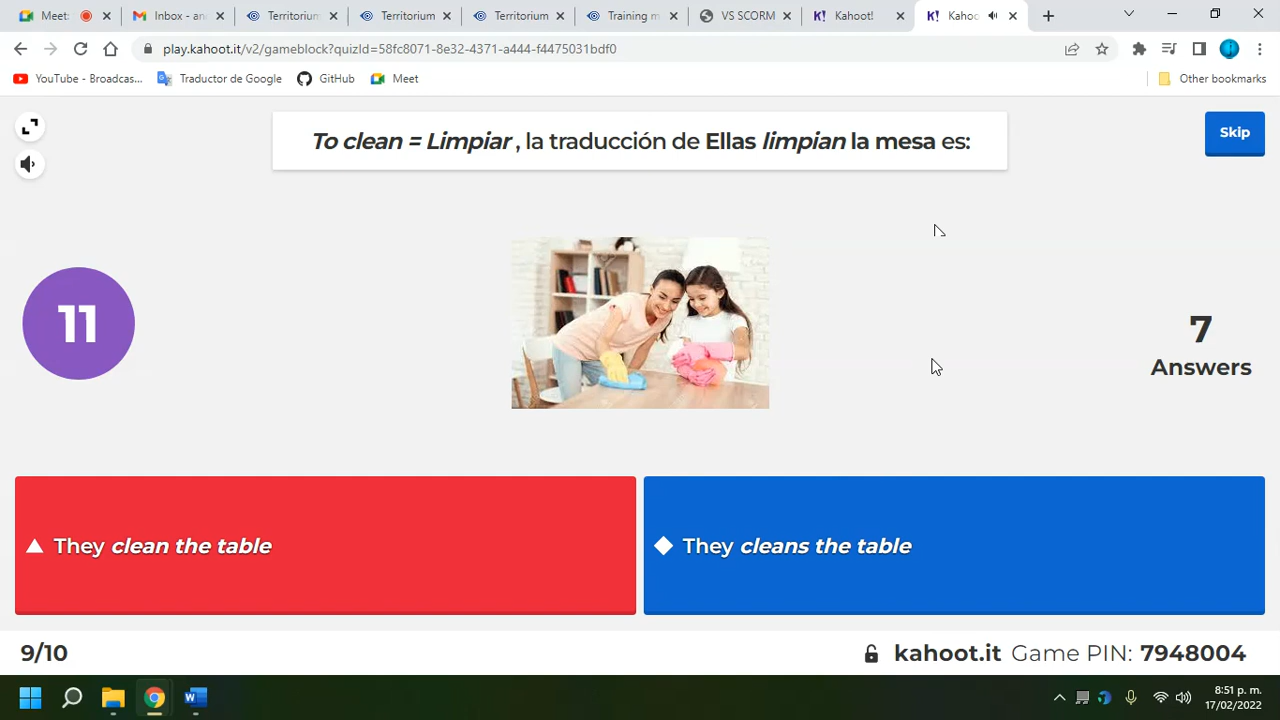 Meet:
Inbox - an
Territorium
Territorium
Territorium
Training m
VS SCORM
Kahoot!
Kahoo
play.kahoot.it/v2/gameblock?quizId=58fc8071-8e32-4371-a444-f4475031bdf0
YouTube - Broadcas...
Traductor de Google
GitHub
Meet
Other bookmarks
To clean = Limpiar , la traducción de Ellas limpian la mesa es:
Skip
11
7
Answers
They clean the table
They cleans the table
9/10
kahoot.it Game PIN: 7948004
8:51 p. m.
17/02/2022